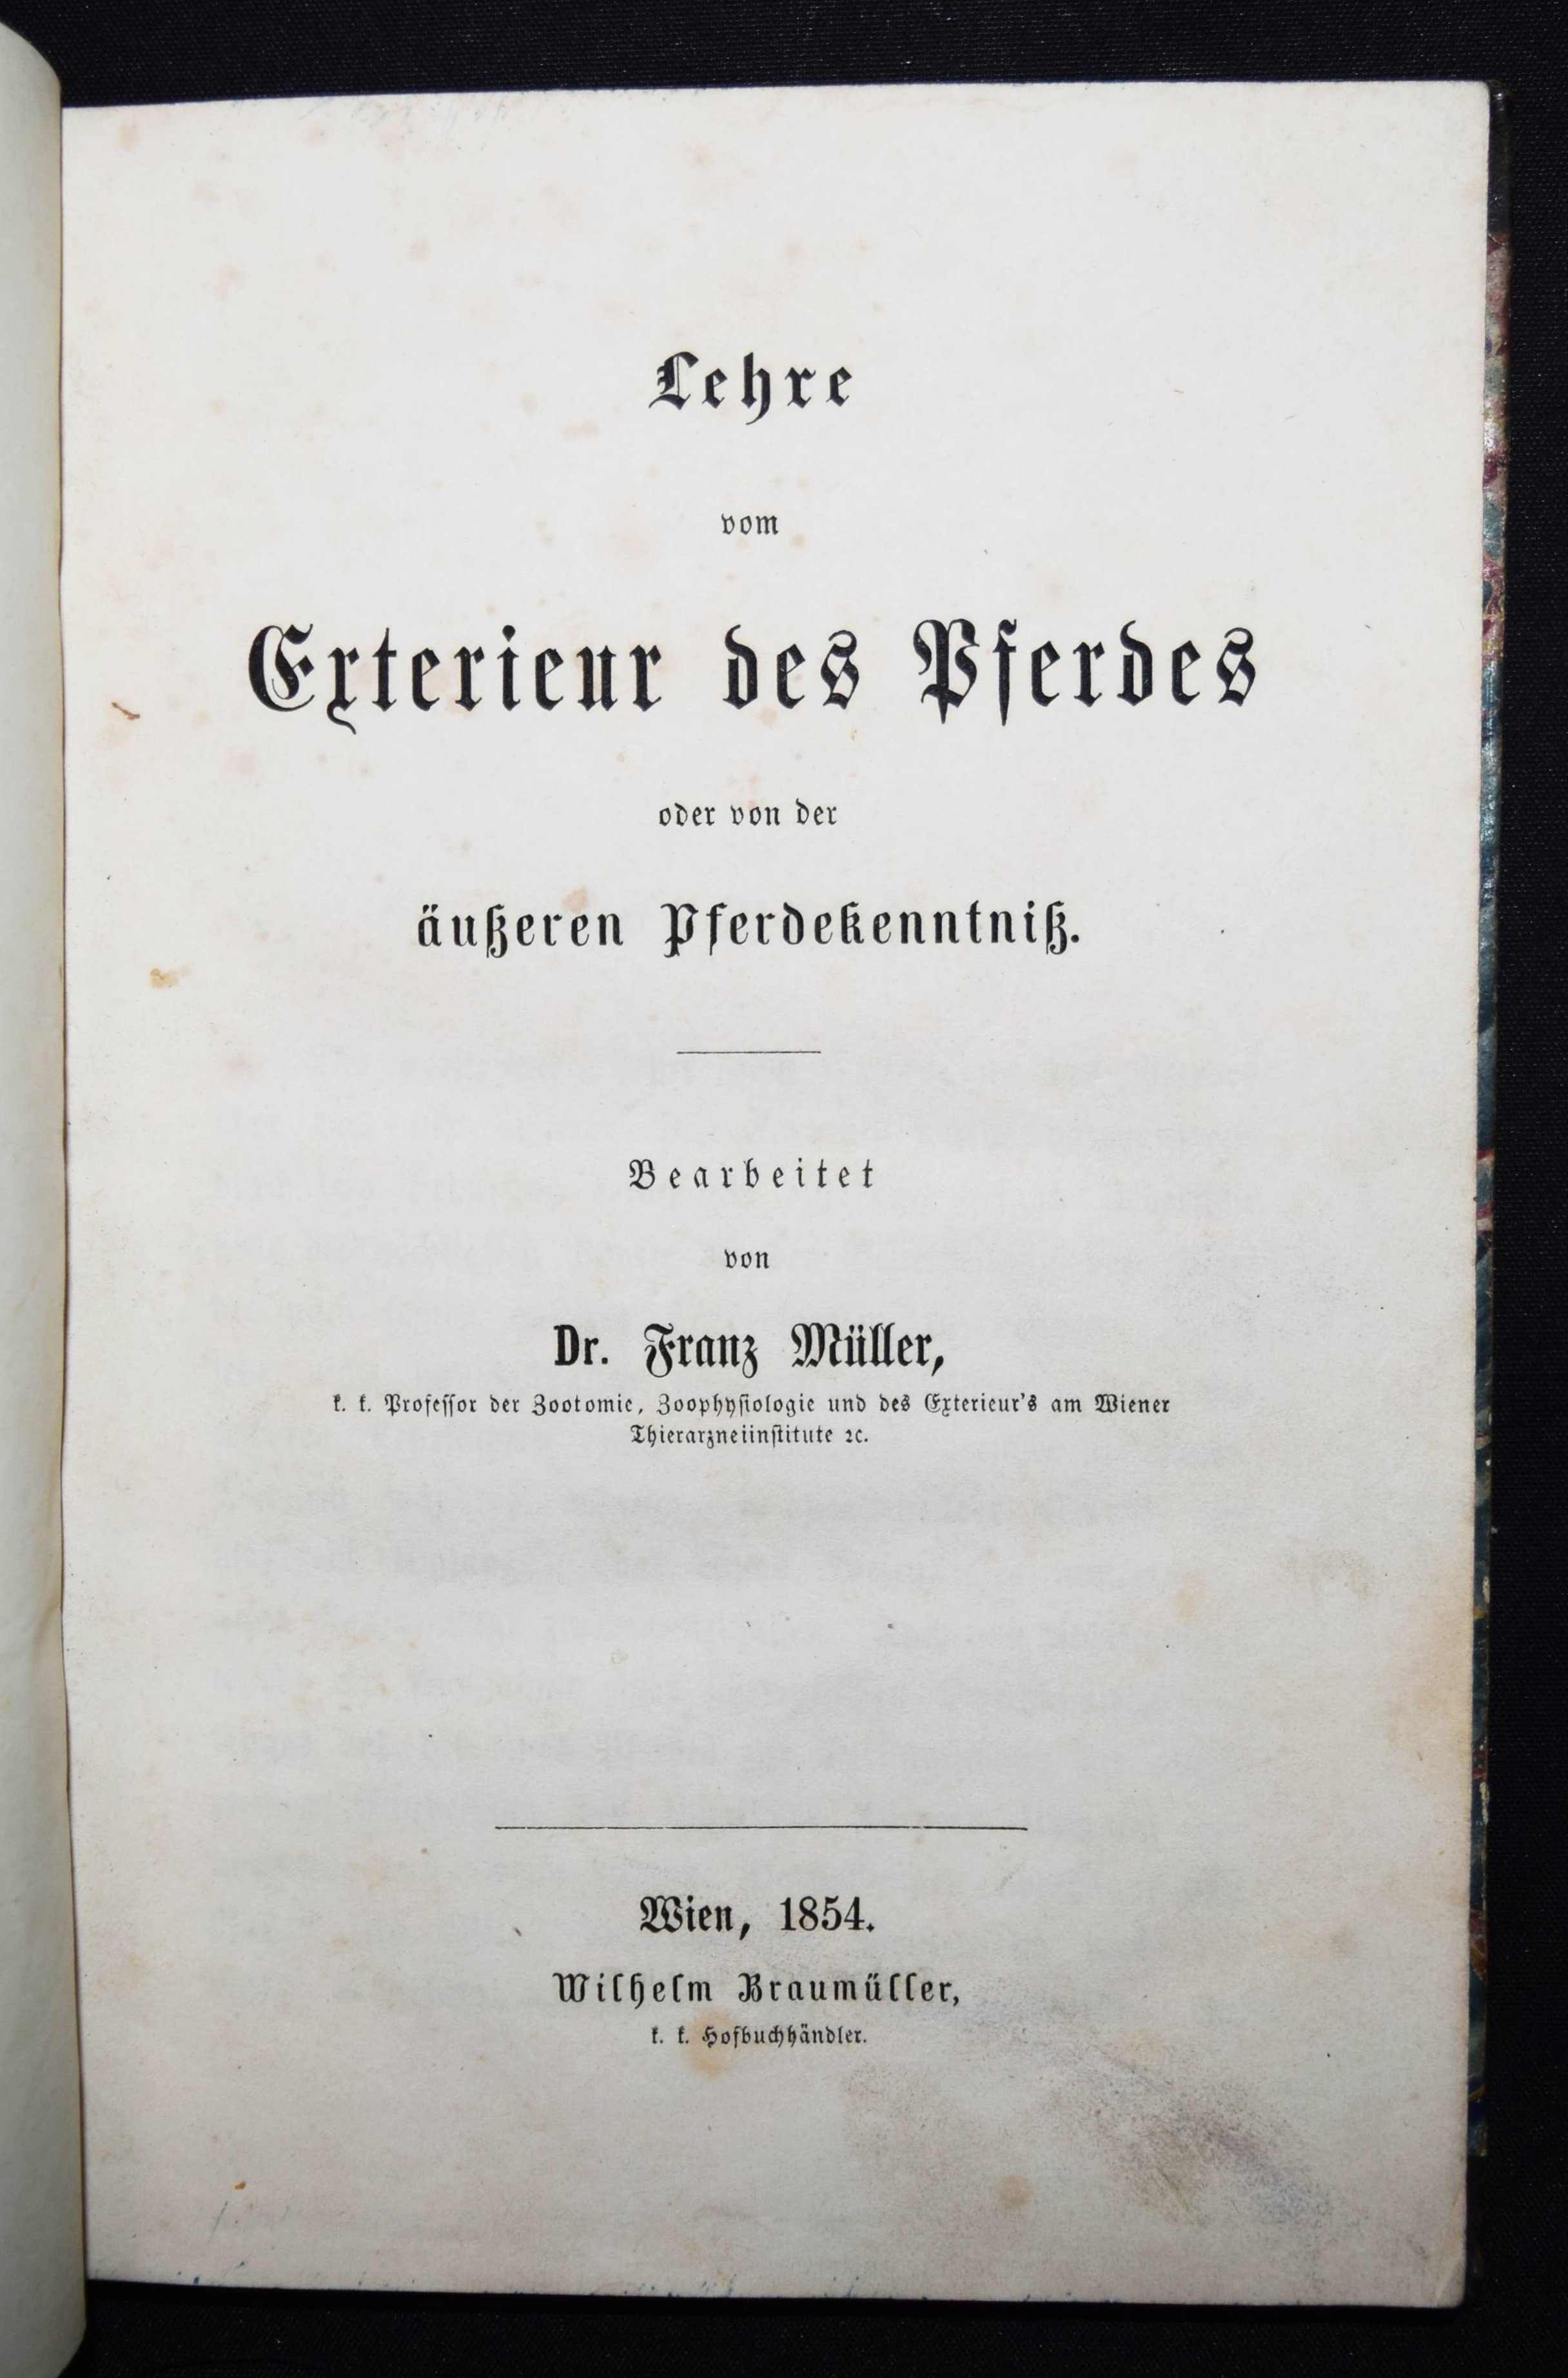 Lehre
vom
Exterieur des Pferdes
oder von der
äußeren Pferdekenntniß.
Bearbeitet
von
Dr. Franz Müller,
k. k. Professor der Zootomie, Zoophysiologie und des Exterieur's am Wiener
Thierarzneiinstitute ꝛc.
Wien, 1854.
Wilhelm Braumüller,
k. k. Hofbuchhändler.